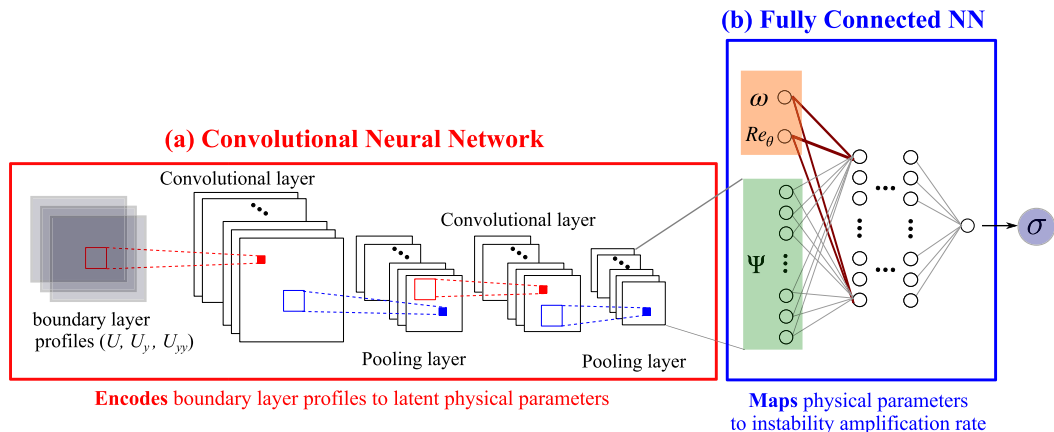 (b) Fully Connected NN
(a) Convolutional Neural Network
Convolutional layer
Convolutional layer
boundary layer
profiles (U, U_y, U_yy)
Pooling layer
Pooling layer
ω
Re_θ
Ψ
σ
Encodes boundary layer profiles to latent physical parameters
Maps physical parameters
to instability amplification rate